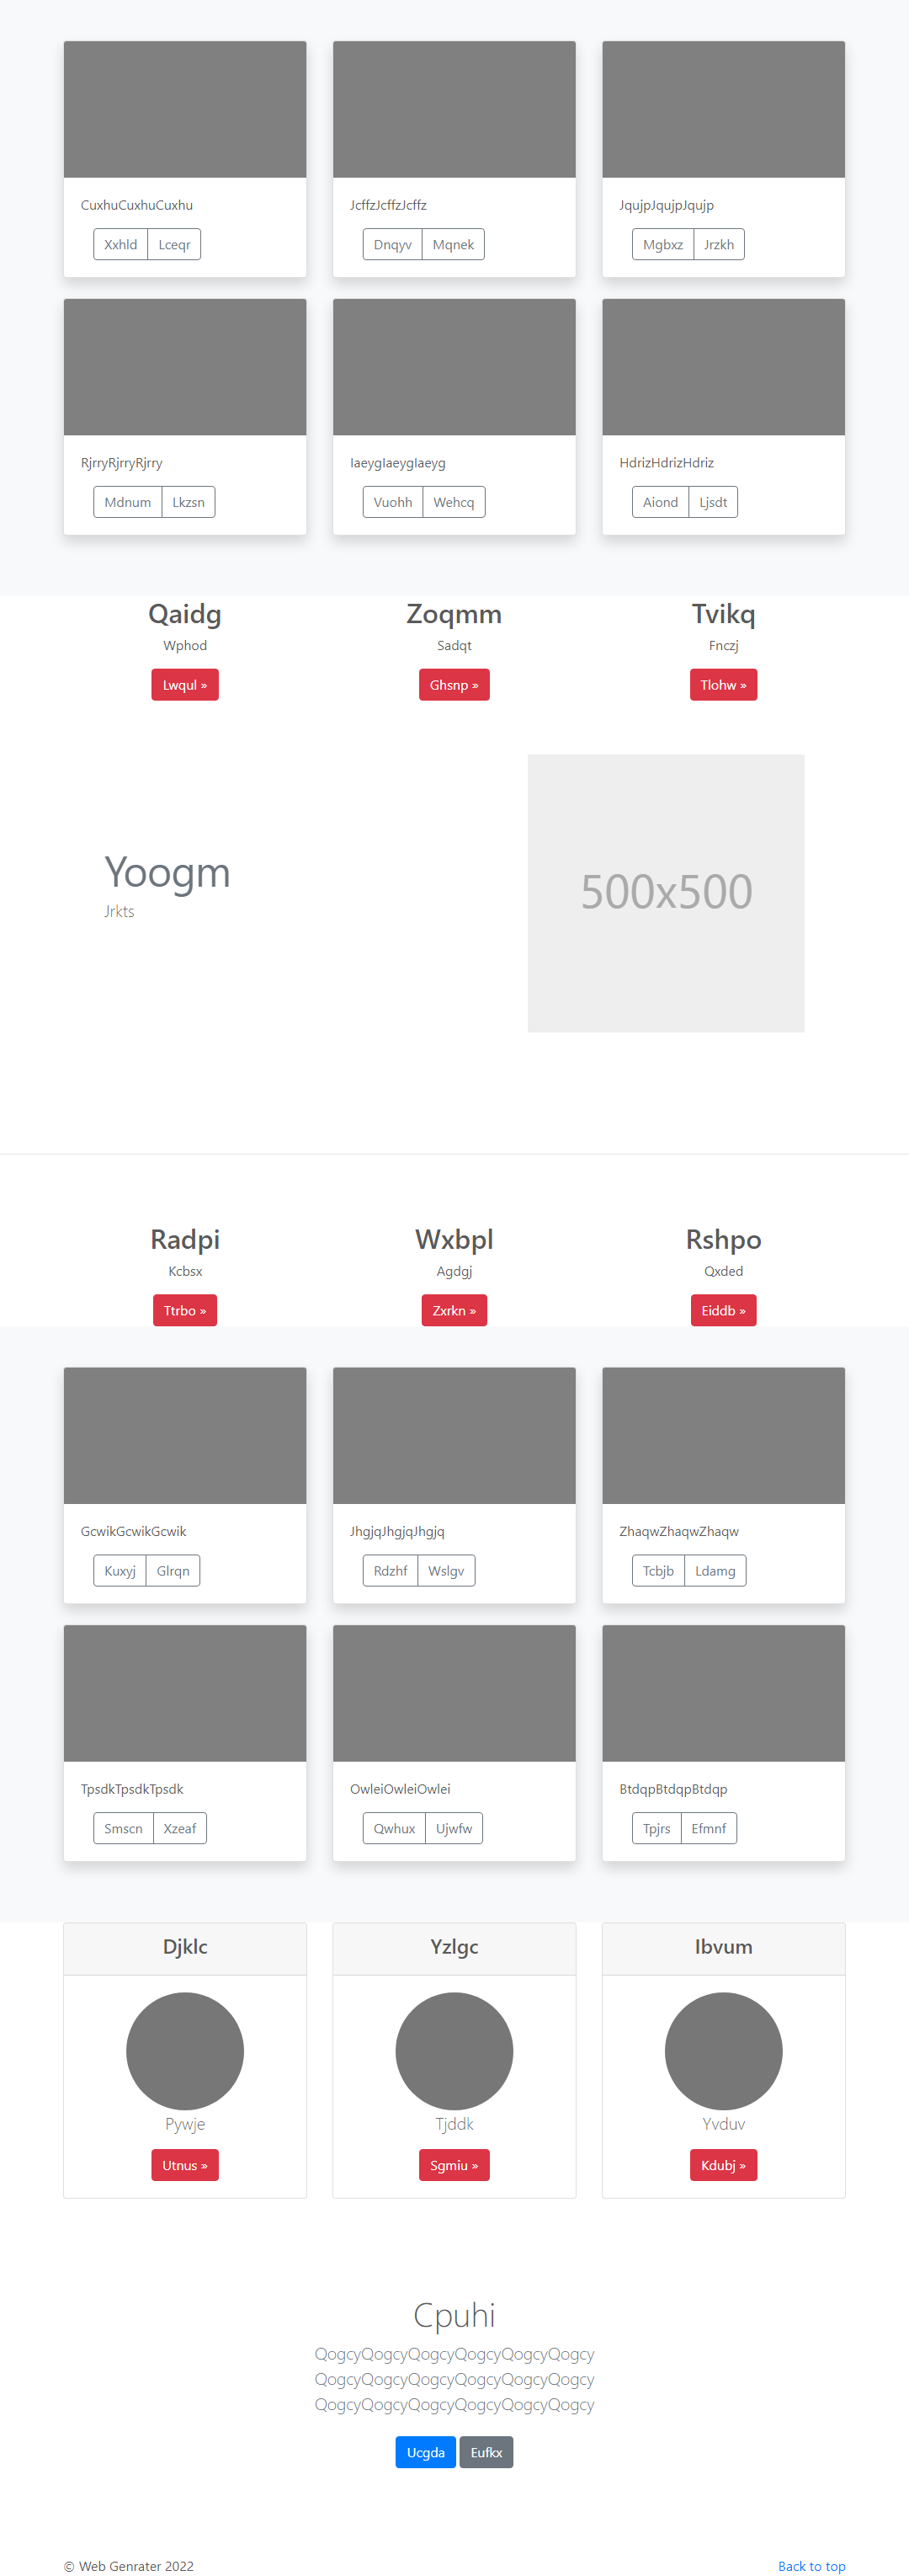 CuxhuCuxhuCuxhu
Xxhld Lceqr
JcffzJcffzJcffz
Dnqyv Mqnek
JqujpJqujpJqujp
Mgbxz Jrzkh
RjrryRjrryRjrry
Mdnum Lkzsn
IaeygIaeygIaeyg
Vuohh Wehcq
HdrizHdrizHdriz
Aiond Ljsdt
Qaidg
Wphod
Lwqul »
Zoqmm
Sadqt
Ghsnp »
Tvikq
Fnczj
Tlohw »
Yoogm
Jrkts
500x500
Radpi
Kcbsx
Ttrbo »
Wxbpl
Agdgj
Zxrkn »
Rshpo
Qxded
Eiddb »
GcwikGcwikGcwik
Kuxyj Glrqn
JhgjqJhgjqJhgjq
Rdzhf Wslgv
ZhaqwZhaqwZhaqw
Tcbjb Ldamg
TpsdkTpsdkTpsdk
Smscn Xzeaf
OwleiOwleiOwlei
Qwhux Ujwfw
BtdqpBtdqpBtdqp
Tpjrs Efmnf
Djklc
Pywje
Utnus »
Yzlgc
Tjddk
Sgmiu »
Ibvum
Yvduv
Kdubj »
Cpuhi
QogcyQogcyQogcyQogcyQogcyQogcy
QogcyQogcyQogcyQogcyQogcyQogcy
QogcyQogcyQogcyQogcyQogcyQogcy
Ucgda Eufkx
© Web Genrater 2022
Back to top